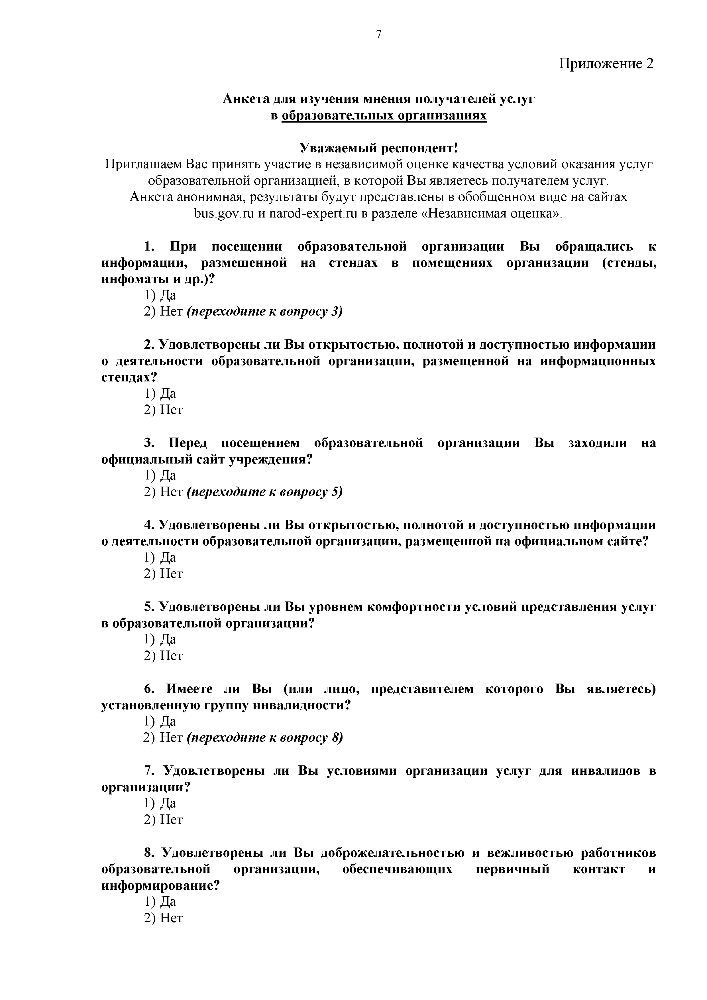 7
Приложение 2
Анкета для изучения мнения получателей услуг
в образовательных организациях
Уважаемый респондент!
Приглашаем Вас принять участие в независимой оценке качества условий оказания услуг
образовательной организацией, в которой Вы являетесь получателем услуг.
Анкета анонимная, результаты будут представлены в обобщенном виде на сайтах
bus.gov.ru и narod-expert.ru в разделе «Независимая оценка».
1. При посещении образовательной организации Вы обращались к
информации, размещенной на стендах в помещениях организации (стенды,
инфоматы и др.)?
1) Да
2) Нет (переходите к вопросу 3)
2. Удовлетворены ли Вы открытостью, полнотой и доступностью информации
о деятельности образовательной организации, размещенной на информационных
стендах?
1) Да
2) Нет
3. Перед посещением образовательной организации Вы заходили на
официальный сайт учреждения?
1) Да
2) Нет (переходите к вопросу 5)
4. Удовлетворены ли Вы открытостью, полнотой и доступностью информации
о деятельности образовательной организации, размещенной на официальном сайте?
1) Да
2) Нет
5. Удовлетворены ли Вы уровнем комфортности условий представления услуг
в образовательной организации?
1) Да
2) Нет
6. Имеете ли Вы (или лицо, представителем которого Вы являетесь)
установленную группу инвалидности?
1) Да
2) Нет (переходите к вопросу 8)
7. Удовлетворены ли Вы условиями организации услуг для инвалидов в
организации?
1) Да
2) Нет
8. Удовлетворены ли Вы доброжелательностью и вежливостью работников
образовательной организации, обеспечивающих первичный контакт и
информирование?
1) Да
2) Нет